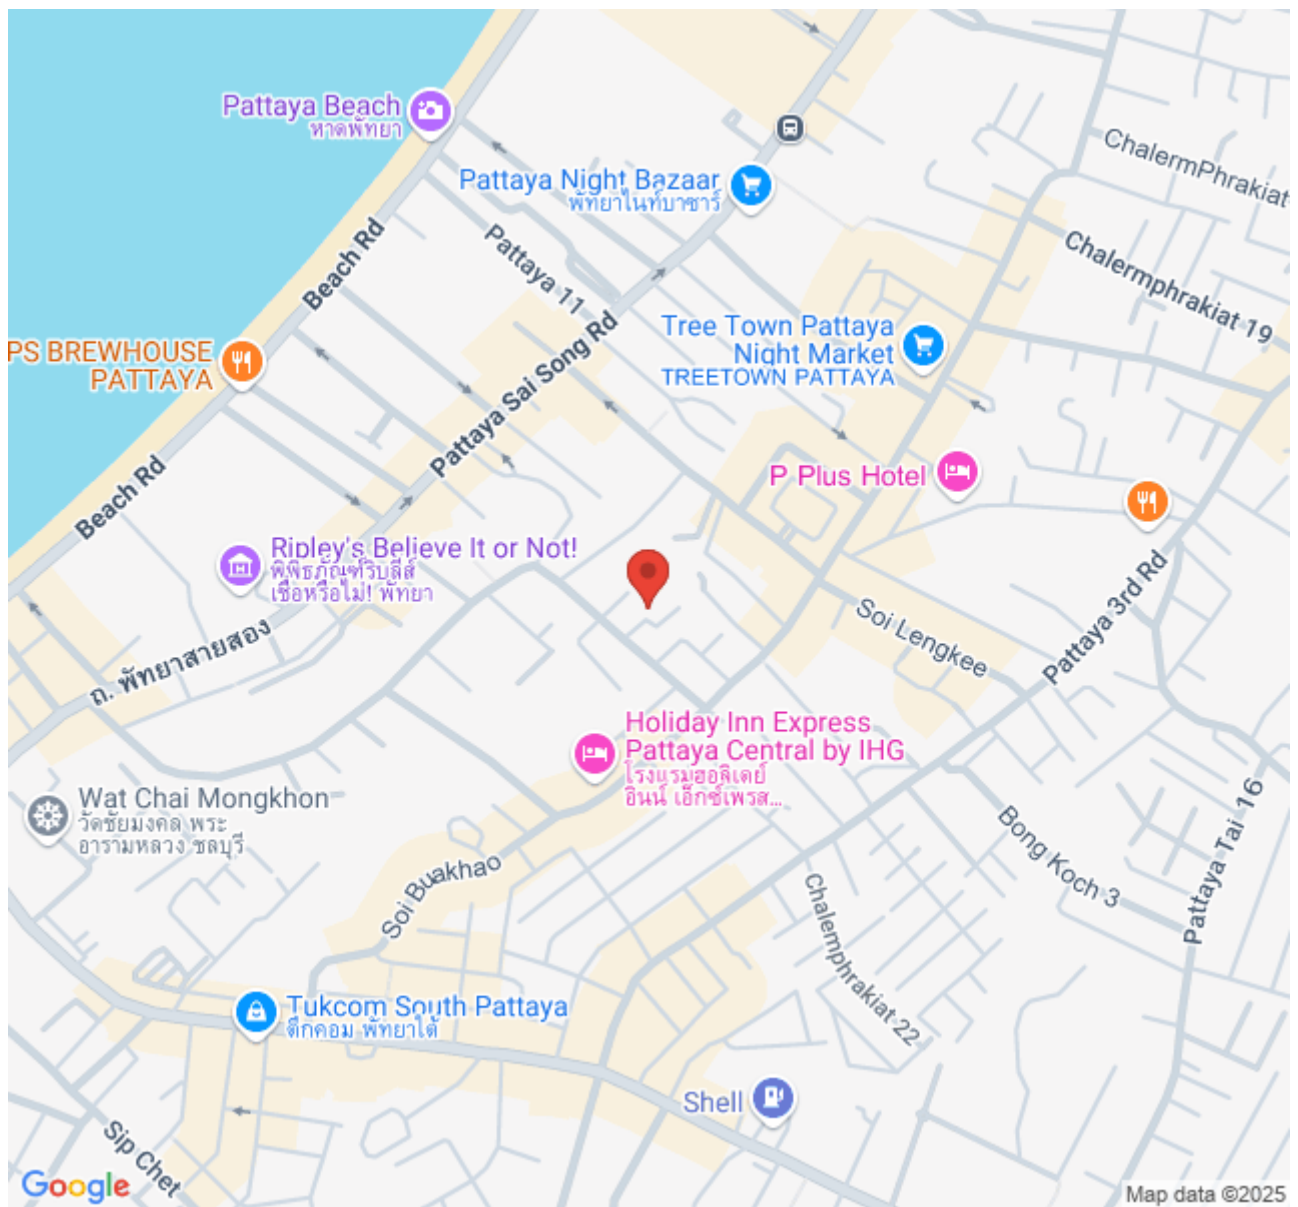 Pattaya Beach
หาดพัทยา
ChalermPhrakiat
Pattaya Night Bazaar
พัทยาไนท์บาซาร์
Beach Rd
Pattaya 11
Chalermphrakiat 19
Tree Town Pattaya
Night Market
TREETOWN PATTAYA
PS BREWHOUSE
PATTAYA
Pattaya Sai Song Rd
P Plus Hotel
Beach Rd
Ripley's Believe It or Not!
พิพิธภัณฑ์ริบลีส์
เชื่อหรือไม่! พัทยา
Pattaya 3rd Rd
Soi Lengkee
ถ. พัทยาสายสอง
Holiday Inn Express
Pattaya Central by IHG
โรงแรมฮอลิเดย์
อินน์ เอ็กซ์เพรส...
Wat Chai Mongkhon
วัดชัยมงคล พระ
อารามหลวง ชลบุรี
Bong Koch 3
Pattaya Tai 16
Soi Buakhao
Chalemphrakiat 22
Tukcom South Pattaya
ตึกคอม พัทยาใต้
Shell
Sip Chet
Google
Map data ©2025